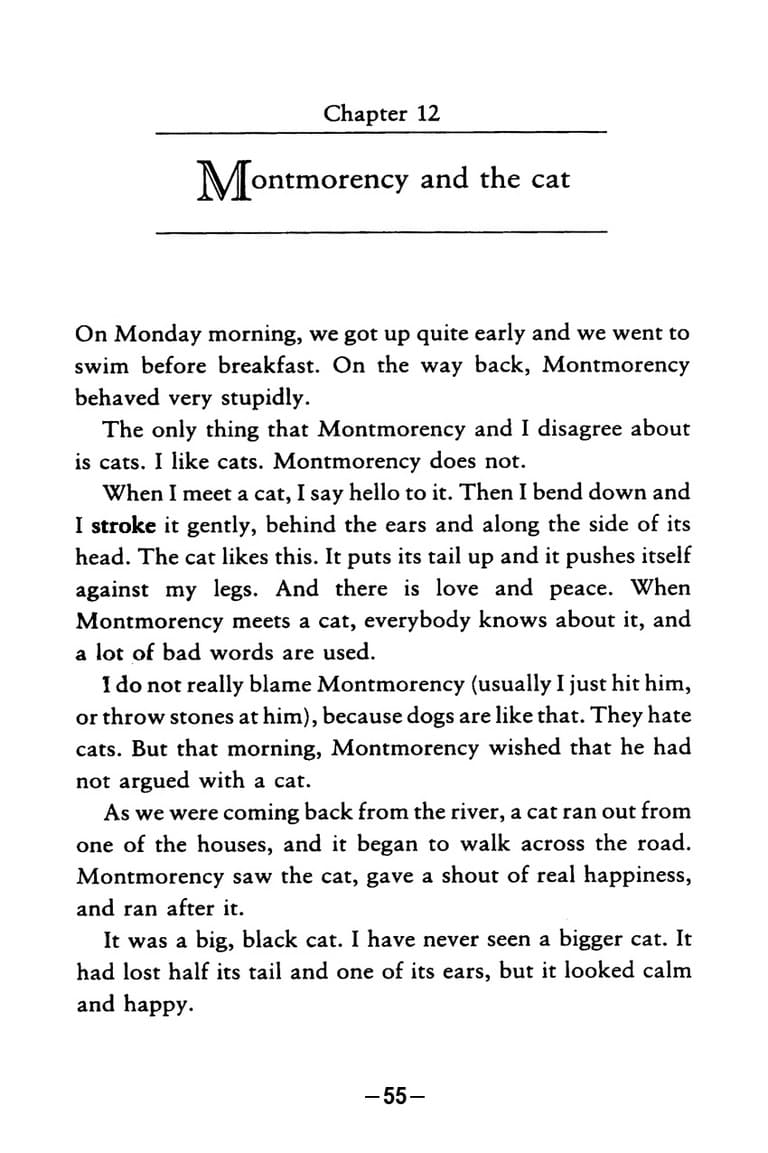 Chapter 12
Montmorency and the cat
On Monday morning, we got up quite early and we went to
swim before breakfast. On the way back, Montmorency
behaved very stupidly.
The only thing that Montmorency and I disagree about
is cats. I like cats. Montmorency does not.
When I meet a cat, I say hello to it. Then I bend down and
I stroke it gently, behind the ears and along the side of its
head. The cat likes this. It puts its tail up and it pushes itself
against my legs. And there is love and peace. When
Montmorency meets a cat, everybody knows about it, and
a lot of bad words are used.
I do not really blame Montmorency (usually I just hit him,
or throw stones at him), because dogs are like that. They hate
cats. But that morning, Montmorency wished that he had
not argued with a cat.
As we were coming back from the river, a cat ran out from
one of the houses, and it began to walk across the road.
Montmorency saw the cat, gave a shout of real happiness,
and ran after it.
It was a big, black cat. I have never seen a bigger cat. It
had lost half its tail and one of its ears, but it looked calm
and happy.
–55–